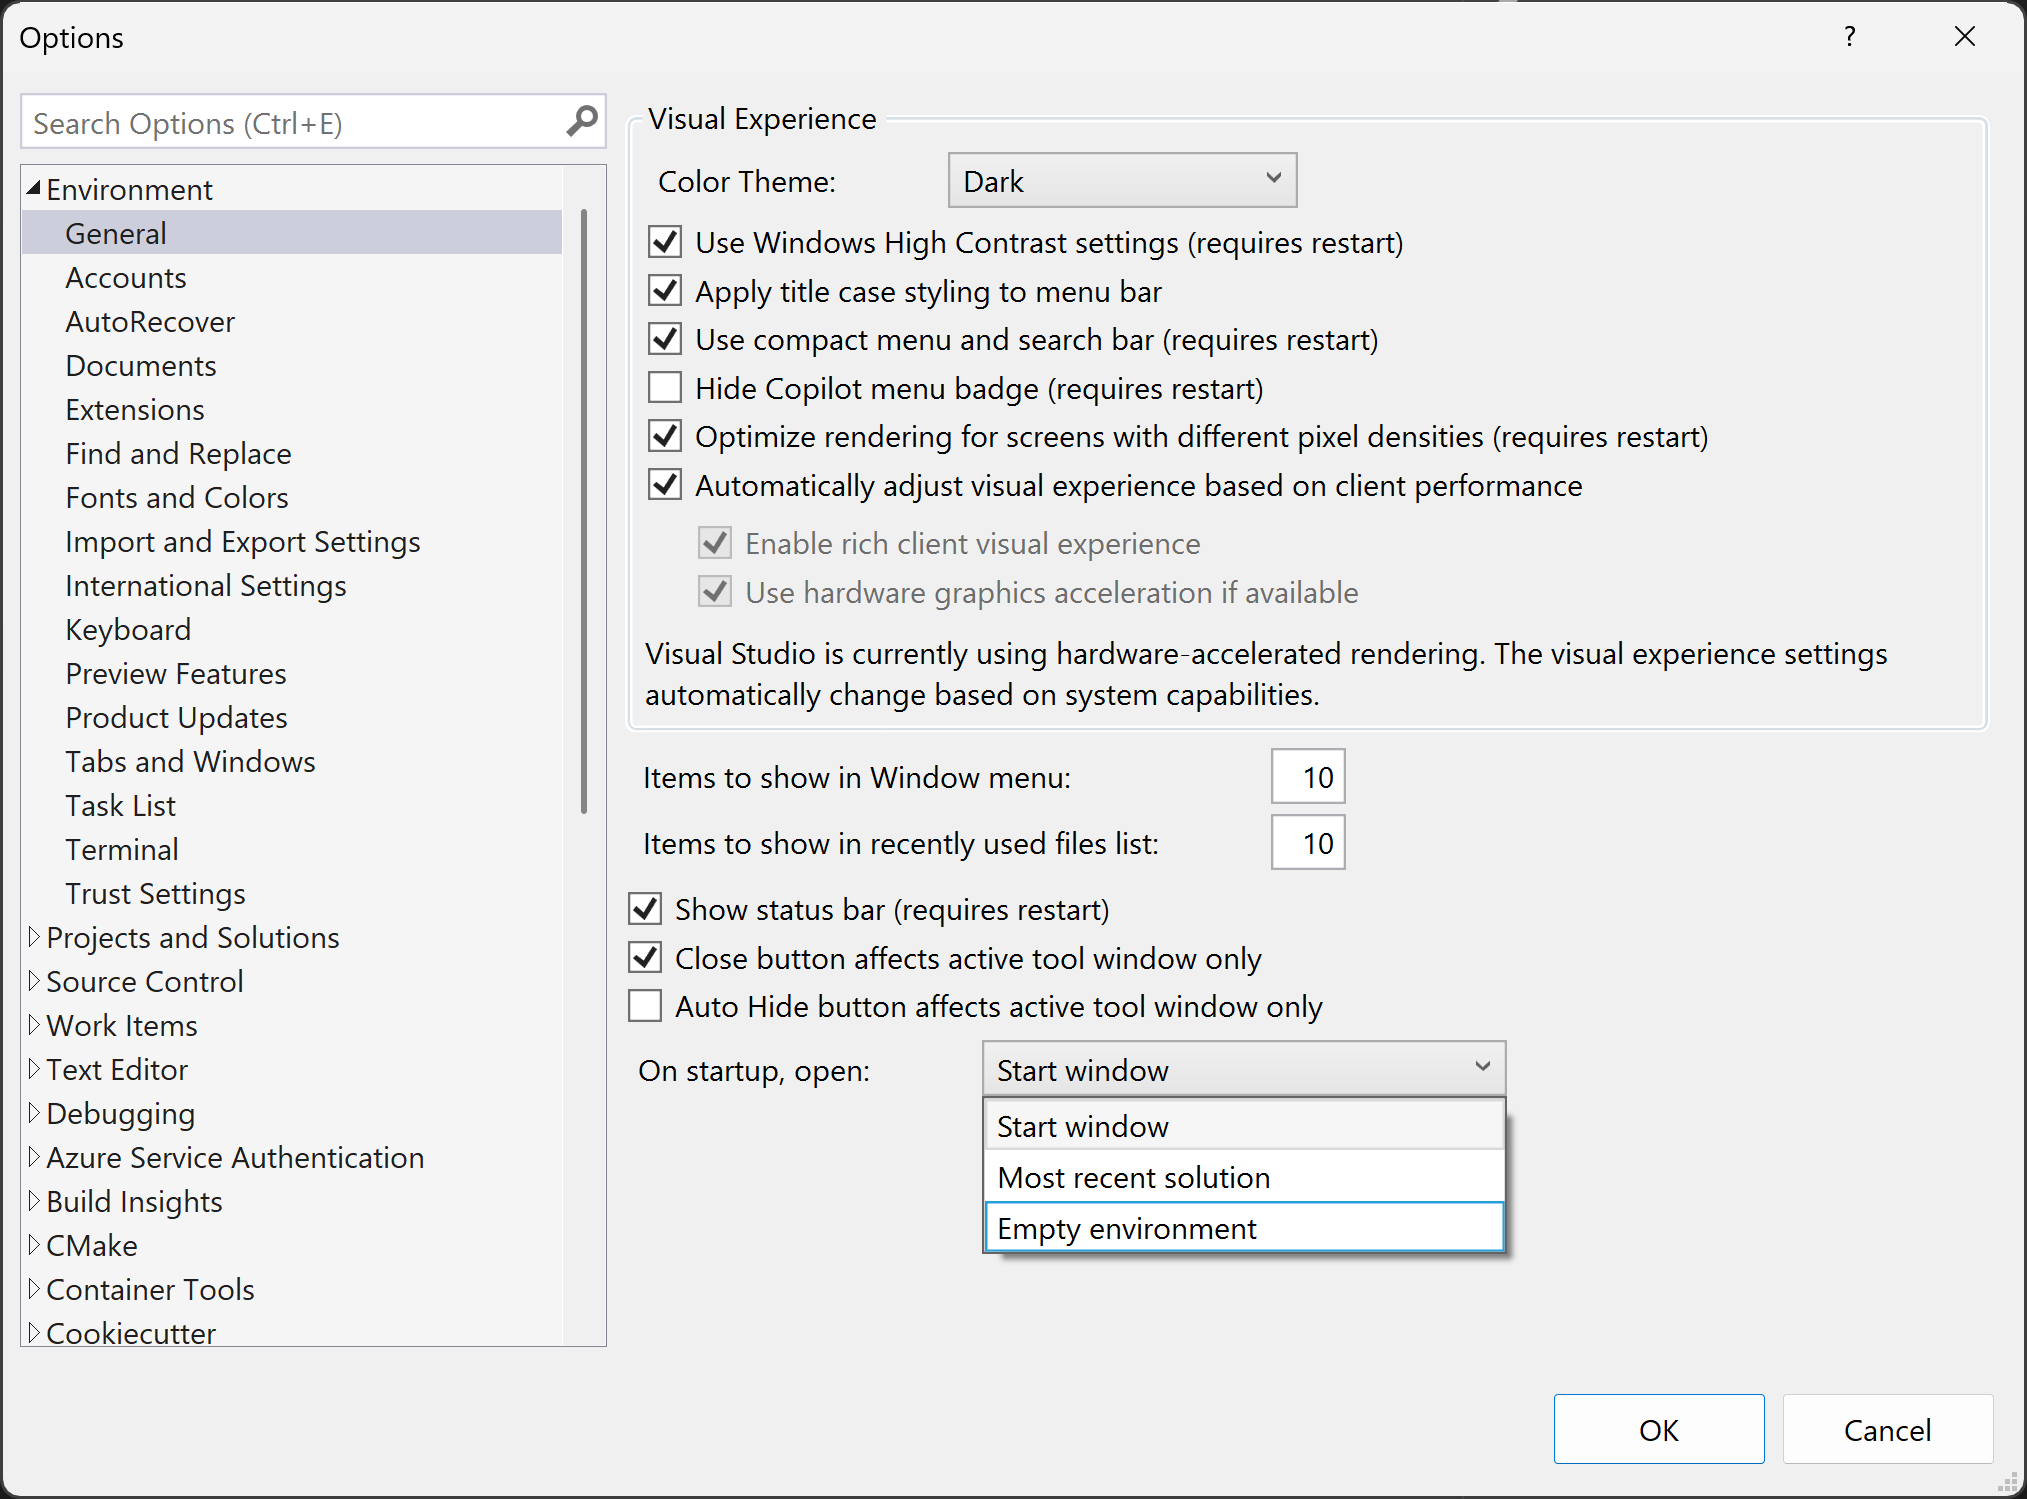 Options
?
Search Options (Ctrl+E)
Environment
General
Accounts
AutoRecover
Documents
Extensions
Find and Replace
Fonts and Colors
Import and Export Settings
International Settings
Keyboard
Preview Features
Product Updates
Tabs and Windows
Task List
Terminal
Trust Settings
Projects and Solutions
Source Control
Work Items
Text Editor
Debugging
Azure Service Authentication
Build Insights
CMake
Container Tools
Cookiecutter
Visual Experience
Color Theme: Dark
Use Windows High Contrast settings (requires restart)
Apply title case styling to menu bar
Use compact menu and search bar (requires restart)
Hide Copilot menu badge (requires restart)
Optimize rendering for screens with different pixel densities (requires restart)
Automatically adjust visual experience based on client performance
Enable rich client visual experience
Use hardware graphics acceleration if available
Visual Studio is currently using hardware-accelerated rendering. The visual experience settings
automatically change based on system capabilities.
Items to show in Window menu: 10
Items to show in recently used files list: 10
Show status bar (requires restart)
Close button affects active tool window only
Auto Hide button affects active tool window only
On startup, open: Start window
Start window
Most recent solution
Empty environment
OK Cancel